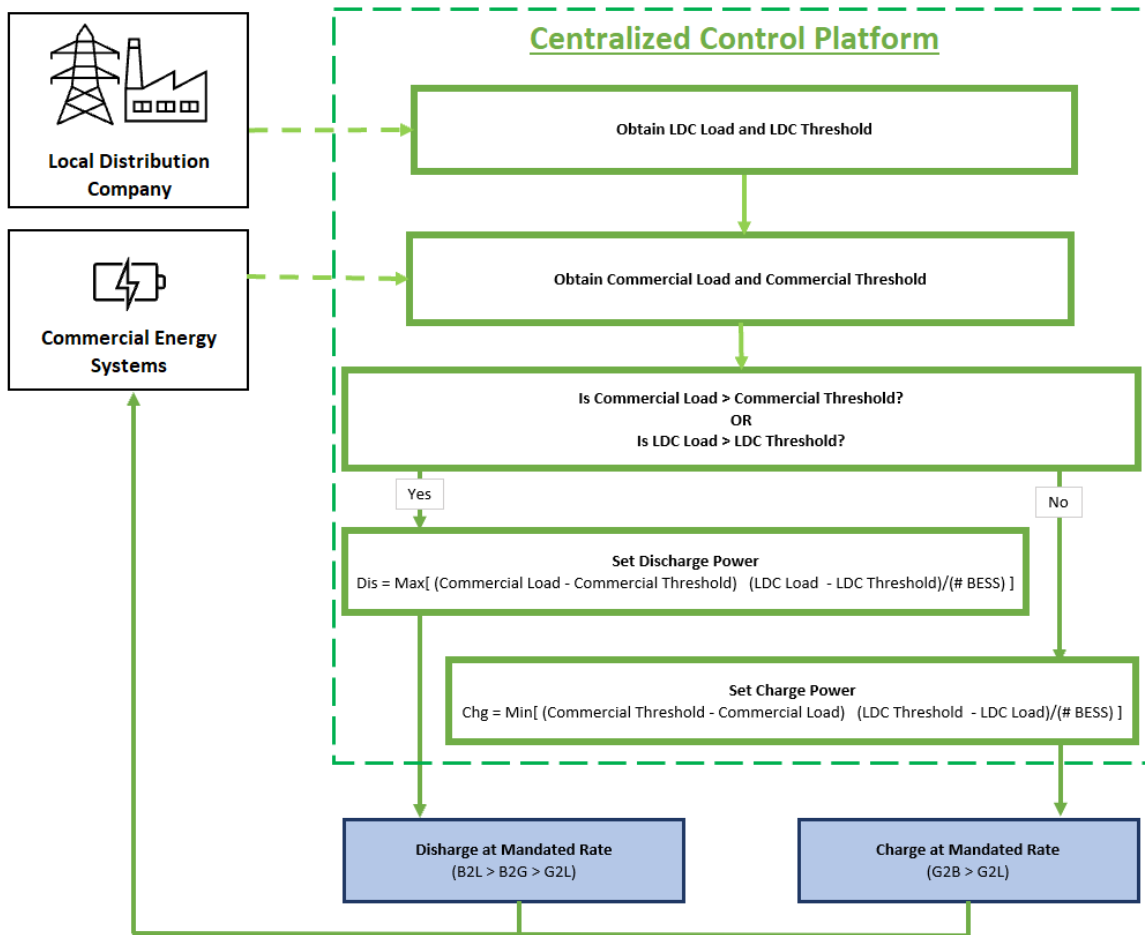 Centralized Control Platform
Local Distribution
Company
Obtain LDC Load and LDC Threshold
Commercial Energy
Systems
Obtain Commercial Load and Commercial Threshold
Is Commercial Load > Commercial Threshold?
OR
Is LDC Load > LDC Threshold?
Yes
No
Set Discharge Power
Dis = Max[ (Commercial Load - Commercial Threshold) (LDC Load - LDC Threshold)/(# BESS) ]
Set Charge Power
Chg = Min[ (Commercial Threshold - Commercial Load) (LDC Threshold - LDC Load)/(# BESS) ]
Disharge at Mandated Rate
(B2L > B2G > G2L)
Charge at Mandated Rate
(G2B > G2L)